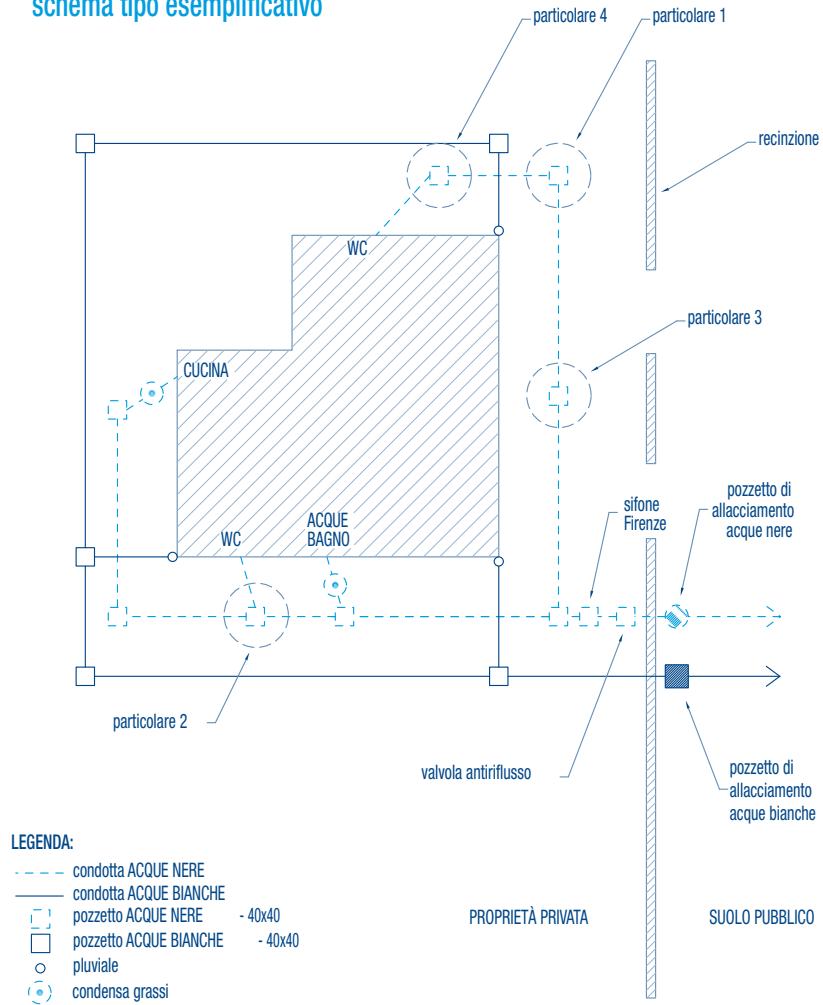 schema tipo esemplificativo
particolare 4
particolare 1
recinzione
WC
particolare 3
CUCINA
pozzetto di
allacciamento
acque nere
sifone
Firenze
ACQUE
BAGNO
WC
particolare 2
valvola antiriflusso
pozzetto di
allacciamento
acque bianche
LEGENDA:
condotta ACQUE NERE
condotta ACQUE BIANCHE
pozzetto ACQUE NERE - 40x40
pozzetto ACQUE BIANCHE - 40x40
pluviale
condensa grassi
PROPRIETÀ PRIVATA
SUOLO PUBBLICO